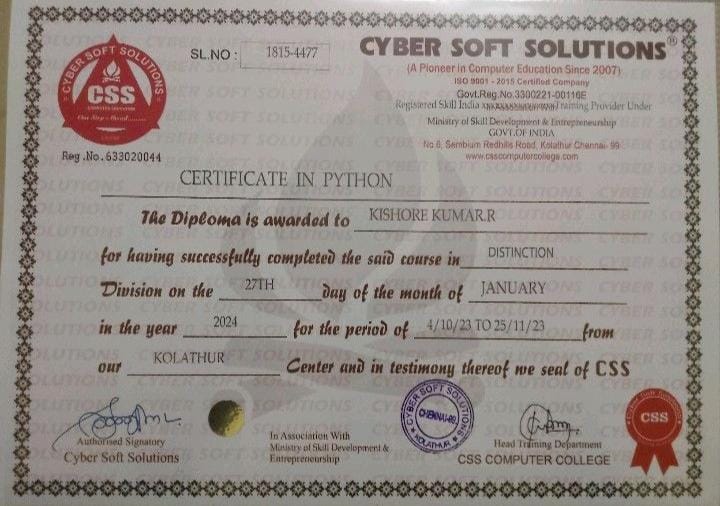 CYBER SOFT SOLUTIONS
CSS
COMPUTER EDUCATION
One Step = Ahead
SL.NO : 1815-4477
CYBER SOFT SOLUTIONS®
(A Pioneer in Computer Education Since 2007)
ISO 9001 - 2015 Certified Company
Govt.Reg.No.3300221-00116E
Registered Skill India Training Provider Under
Ministry of Skill Development & Entrepreneurship
GOVT.OF INDIA
No.6, Sembium Redhills Road, Kolathur Chennai- 99
www.csscomputercollege.com
Reg .No.633020044
CERTIFICATE IN PYTHON
The Diploma is awarded to KISHORE KUMAR.R
for having successfully completed the said course in DISTINCTION
Division on the 27TH day of the month of JANUARY
in the year 2024 for the period of 4/10/23 TO 25/11/23 from
our KOLATHUR Center and in testimony thereof we seal of CSS
Authorised Signatory
Cyber Soft Solutions
In Association With
Ministry of Skill Development &
Entrepreneurship
CYBER SOFT SOLUTIONS
CHENNAI-99
KOLATHUR
Head Training Department
CSS COMPUTER COLLEGE
CSS